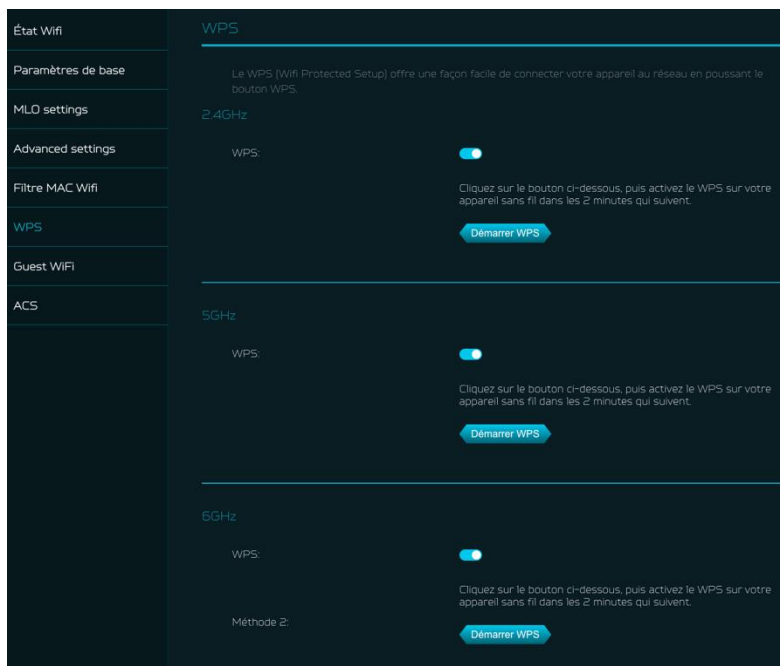 État Wifi
Paramètres de base
MLO settings
Advanced settings
Filtre MAC Wifi
WPS
Guest WiFi
ACS
WPS
Le WPS (Wifi Protected Setup) offre une façon facile de connecter votre appareil au réseau en poussant le
bouton WPS.
2.4GHz
WPS:
Cliquez sur le bouton ci-dessous, puis activez le WPS sur votre
appareil sans fil dans les 2 minutes qui suivent.
Démarrer WPS
5GHz
WPS:
Cliquez sur le bouton ci-dessous, puis activez le WPS sur votre
appareil sans fil dans les 2 minutes qui suivent.
Démarrer WPS
6GHz
WPS:
Cliquez sur le bouton ci-dessous, puis activez le WPS sur votre
appareil sans fil dans les 2 minutes qui suivent.
Méthode 2:
Démarrer WPS